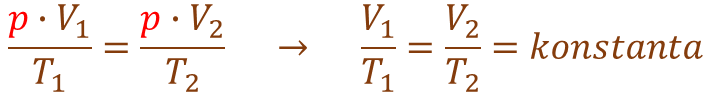 p · V₁ / T₁ = p · V₂ / T₂ → V₁ / T₁ = V₂ / T₂ = konstanta